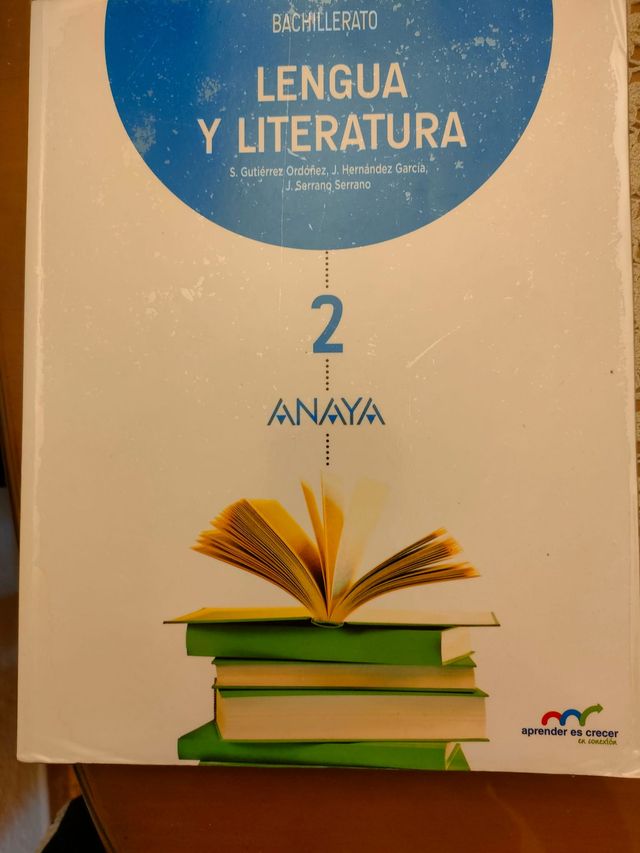 BACHILLERATO
LENGUA
Y LITERATURA
S. Gutiérrez Ordóñez, J. Hernández García,
J. Serrano Serrano
2
ANAYA
aprender es crecer
en conexión